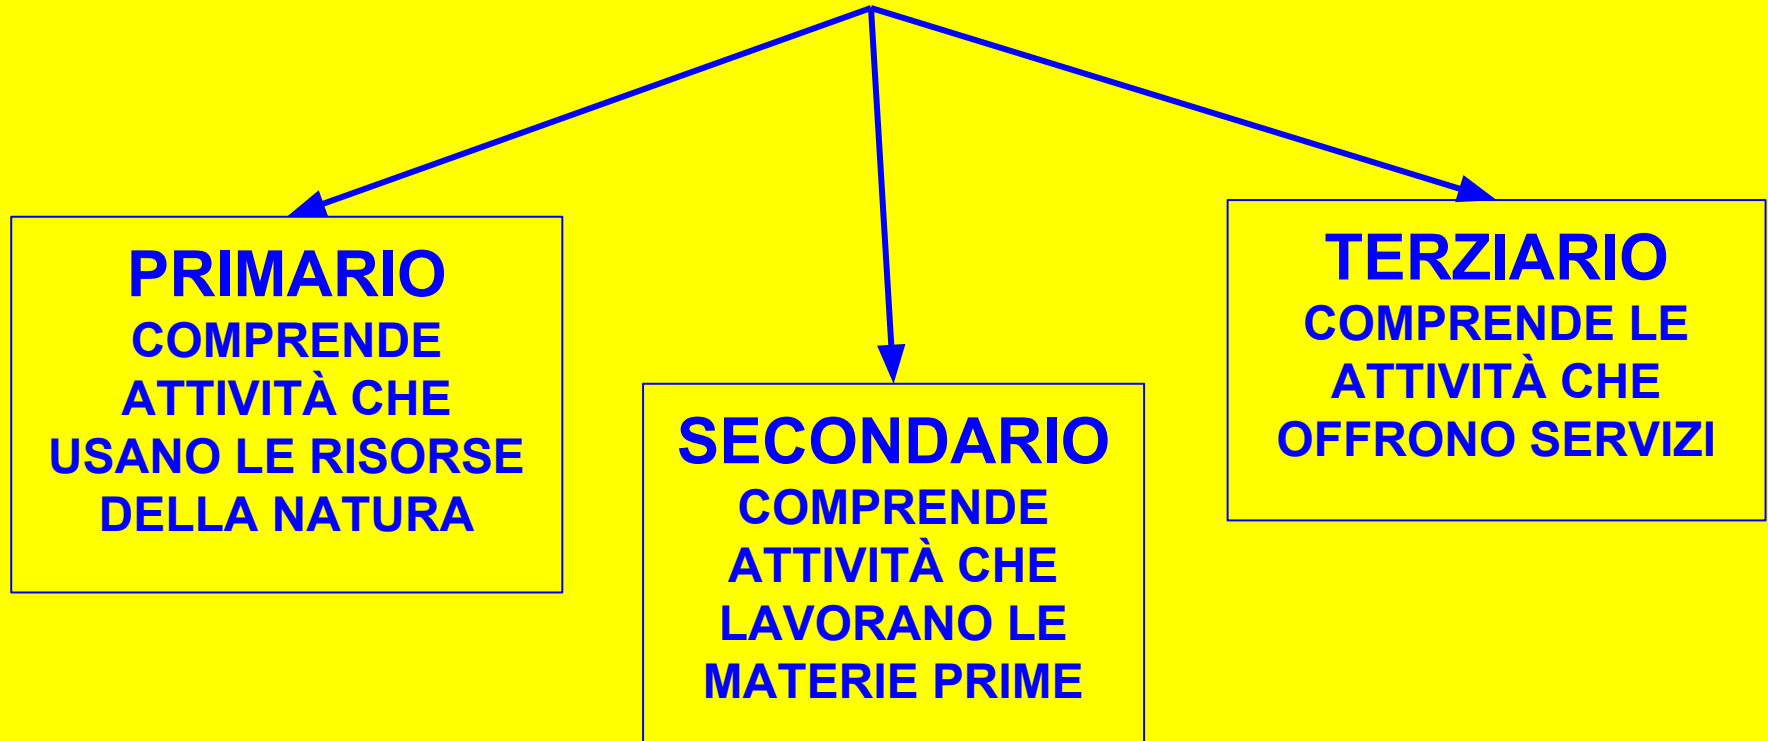 PRIMARIO
COMPRENDE
ATTIVITÀ CHE
USANO LE RISORSE
DELLA NATURA
SECONDARIO
COMPRENDE
ATTIVITÀ CHE
LAVORANO LE
MATERIE PRIME
TERZIARIO
COMPRENDE LE
ATTIVITÀ CHE
OFFRONO SERVIZI